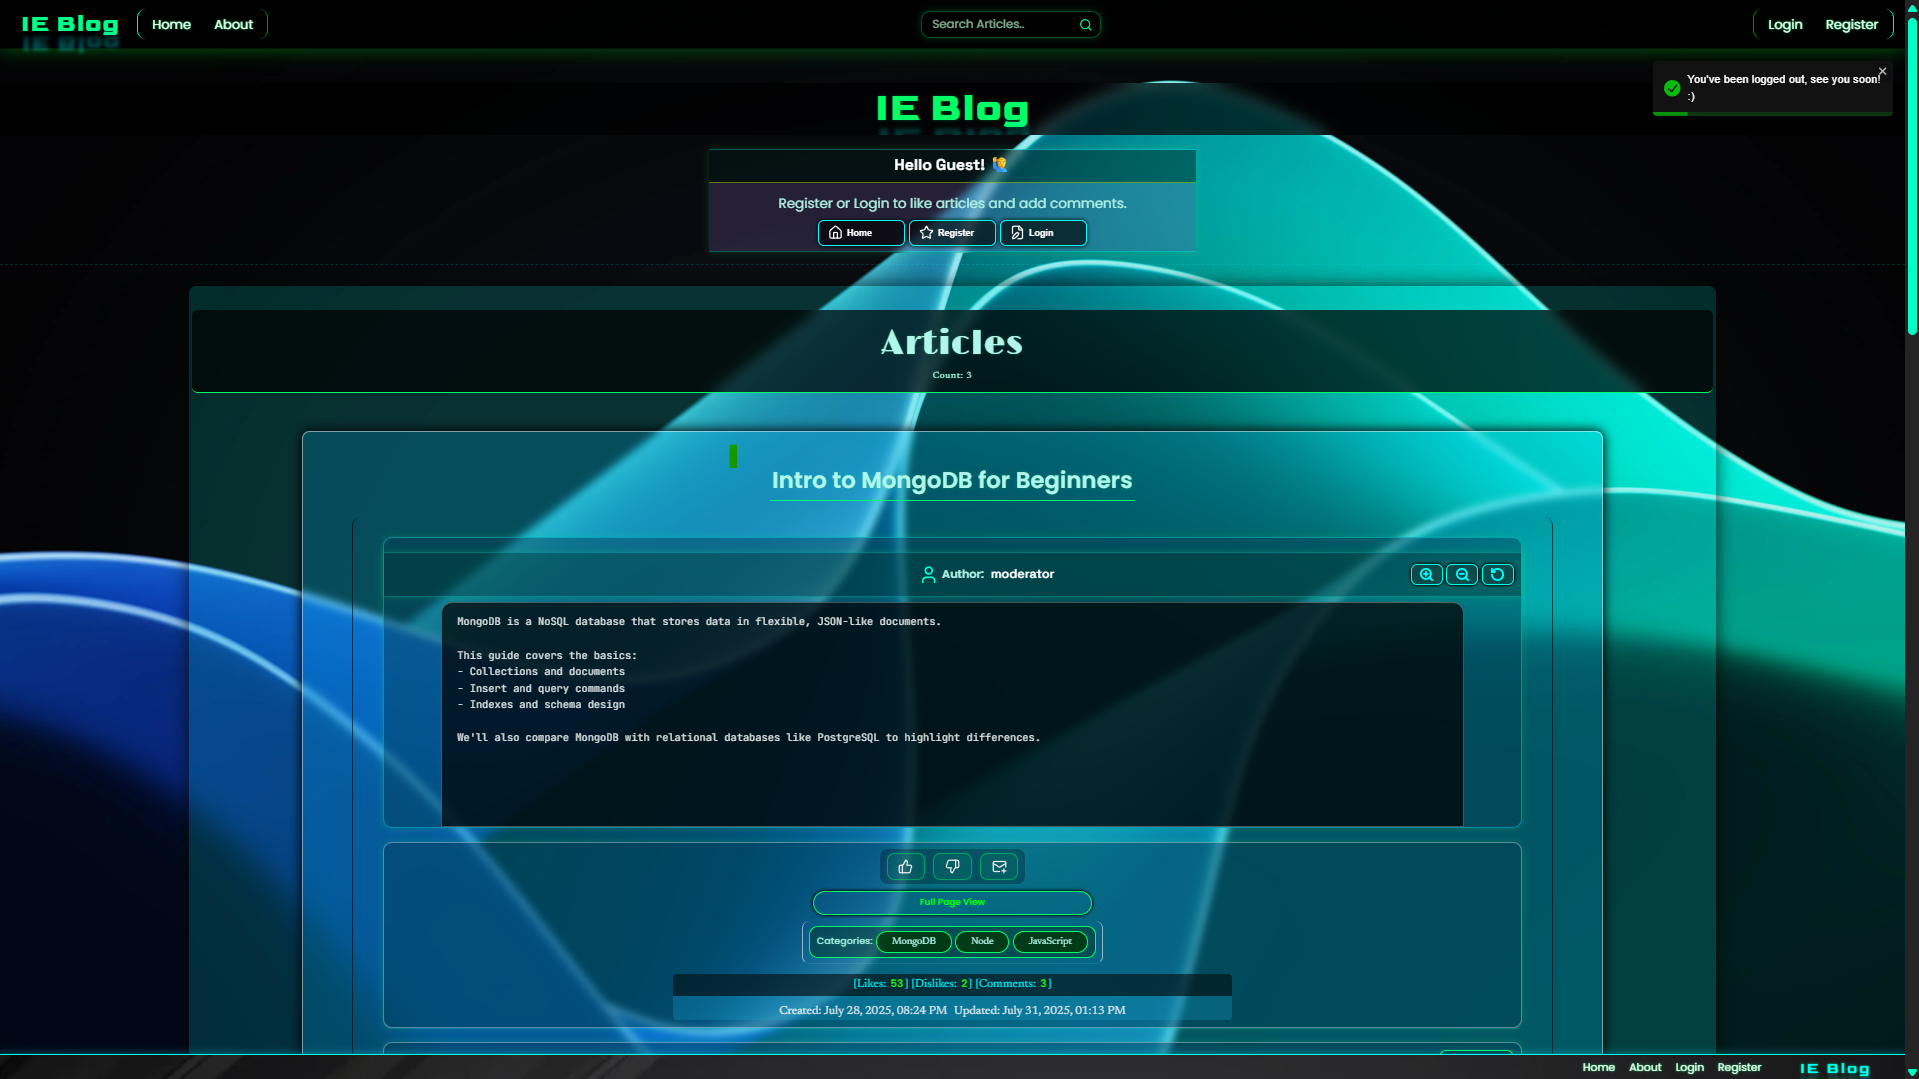 IE Blog
Home About
Search Articles..
Login Register
You've been logged out, see you soon!
:)
IE Blog
Hello Guest! 🙋‍♂️
Register or Login to like articles and add comments.
Home Register Login
Articles
Count: 3
Intro to MongoDB for Beginners
Author: moderator
MongoDB is a NoSQL database that stores data in flexible, JSON-like documents.
This guide covers the basics:
- Collections and documents
- Insert and query commands
- Indexes and schema design
We'll also compare MongoDB with relational databases like PostgreSQL to highlight differences.
Full Page View
Categories: MongoDB Node JavaScript
[Likes: 53] [Dislikes: 2] [Comments: 3]
Created: July 28, 2025, 08:24 PM Updated: July 31, 2025, 01:13 PM
Home About Login Register IE Blog